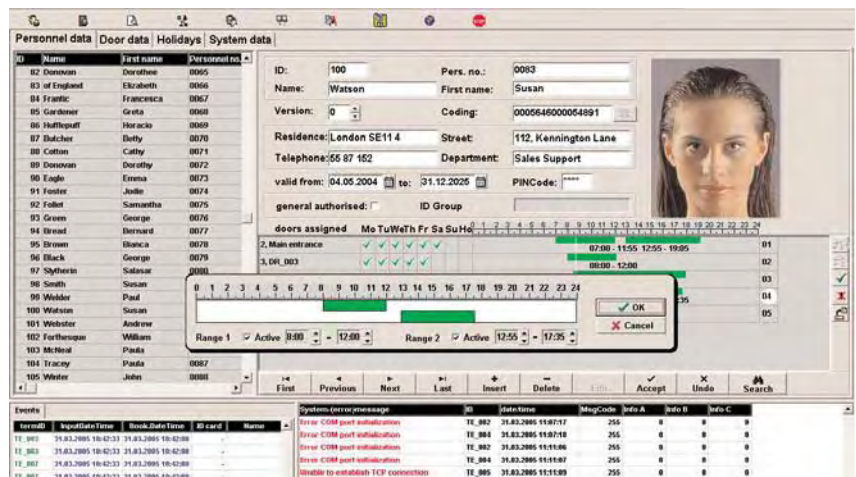 Personnel data Door data Holidays System data
ID Name First name Personnel no.
82 Donovan Dorothee 0065
83 of England Elizabeth 0066
84 Frantic Francesca 0067
85 Gardener Greta 0068
86 Hufflepuff Horacio 0069
87 Butcher Betty 0070
88 Cotton Cathy 0071
89 Donovan Dorothy 0072
90 Eagle Emma 0073
91 Foster Jodie 0074
92 Follet Samantha 0075
93 Green George 0076
94 Bread Bernard 0077
95 Brown Bianca 0078
96 Black George 0079
97 Slytherin Salasar 0080
98 Smith Susan
99 Welder Paul
100 Watson Susan
101 Webster Andrew
102 Forthesque William
103 McNeal Paula
104 Tracey Paula 0087
105 Winter John 0088
ID: 100 Pers. no.: 0083
Name: Watson First name: Susan
Version: 0 Coding: 0005646000054891
Residence: London SE11 4 Street: 112, Kennington Lane
Telephone: 55 87 152 Department: Sales Support
valid from: 04.05.2004 to: 31.12.2025 PINCode: ****
general authorised: ID Group
doors assigned Mo Tu We Th Fr Sa Su Ho 0 1 2 3 4 5 6 7 8 9 10 11 12 13 14 15 16 17 18 19 20 21 22 23 24
2, Main entrance 07:00 - 11:55 12:55 - 19:05 01
3, DR_003 08:00 - 12:00 02
03
:35 04
05
0 1 2 3 4 5 6 7 8 9 10 11 12 13 14 15 16 17 18 19 20 21 22 23 24
OK
Cancel
Range 1 Active 8:00 - 12:00 Range 2 Active 12:55 - 17:35
First Previous Next Last Insert Delete Edit Accept Undo Search
Events
termID InputDateTime Book.DateTime ID card Name
TE_003 31.03.2005 10:42:33 31.03.2005 10:42:00 -
TE_003 31.03.2005 10:42:33 31.03.2005 10:42:00 -
System (error)message ID date/time MsgCode Info A Info B Info C
Error COM port initialization TE_002 31.03.2005 11:07:17 255 0 0 0
Error COM port initialization TE_004 31.03.2005 11:07:18 255 0 0 0
Error COM port initialization TE_002 31.03.2005 11:11:06 255 0 0 0
Error COM port initialization TE_004 31.03.2005 11:11:07 255 0 0 0
Unable to establish TCP connection TE_005 31.03.2005 11:11:09 255 0 0 0